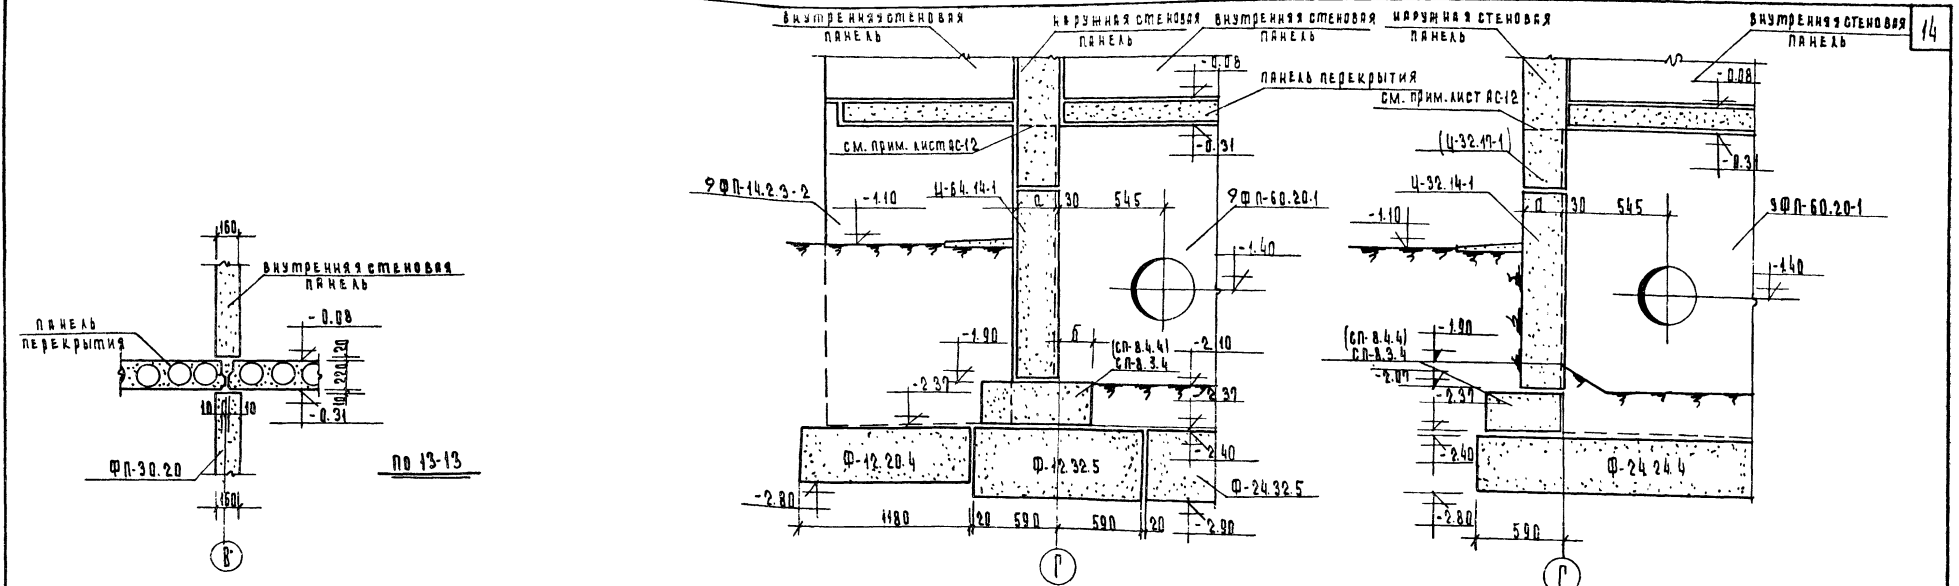 14
160
ВНУТРЕННЯЯ СТЕНОВАЯ
ПАНЕЛЬ
ПАНЕЛЬ
ПЕРЕКРЫТИЯ
-0.08
20
220
10
10
10
-0.31
ФП-30.20
160
ПО 13-13
В
ВНУТРЕННЯЯ СТЕНОВАЯ
ПАНЕЛЬ
НАРУЖНАЯ СТЕНОВАЯ
ПАНЕЛЬ
ВНУТРЕННЯЯ СТЕНОВАЯ
ПАНЕЛЬ
-0.08
ПАНЕЛЬ ПЕРЕКРЫТИЯ
СМ. ПРИМ. ЛИСТ АС-12
-0.31
9ФП-14.2.3-2
-1.10
Ц-64.14-1
а
30
545
9ФП-60.20-1
-1.40
-1.90
б
(СП-8.4.4)
СП-8.3.4
-2.10
-2.37
-2.37
Ф-12.20.4
Ф-12.32.5
-2.40
Ф-24.32.5
-2.80
-2.90
1180
20
590
590
20
Г
НАРУЖНАЯ СТЕНОВАЯ
ПАНЕЛЬ
ВНУТРЕННЯЯ СТЕНОВАЯ
ПАНЕЛЬ
-0.08
СМ. ПРИМ. ЛИСТ АС-12
(Ц-32.17-1)
-0.31
Ц-32.14-1
-1.10
а
30
545
9ФП-60.20-1
-1.40
(СП-8.4.4)
СП-8.3.4
-1.90
-2.07
-2.37
-2.40
Ф-24.24.4
-2.80
590
Г